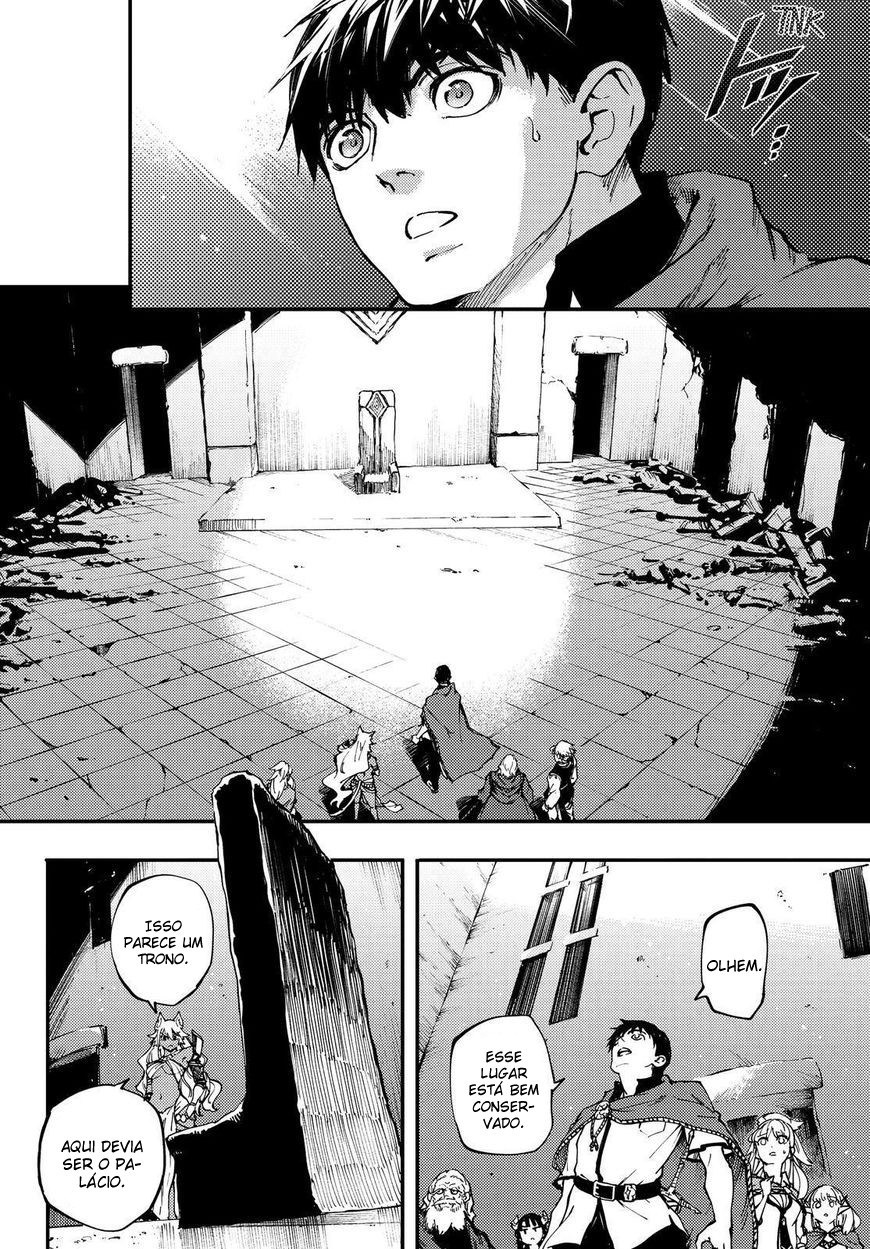 TNK
ドッ…
OLHEM.
ESSE
LUGAR
ESTÁ BEM
CONSER-
VADO.
ISSO
PARECE UM
TRONO.
AQUI DEVIA
SER O PA-
LÁCIO.